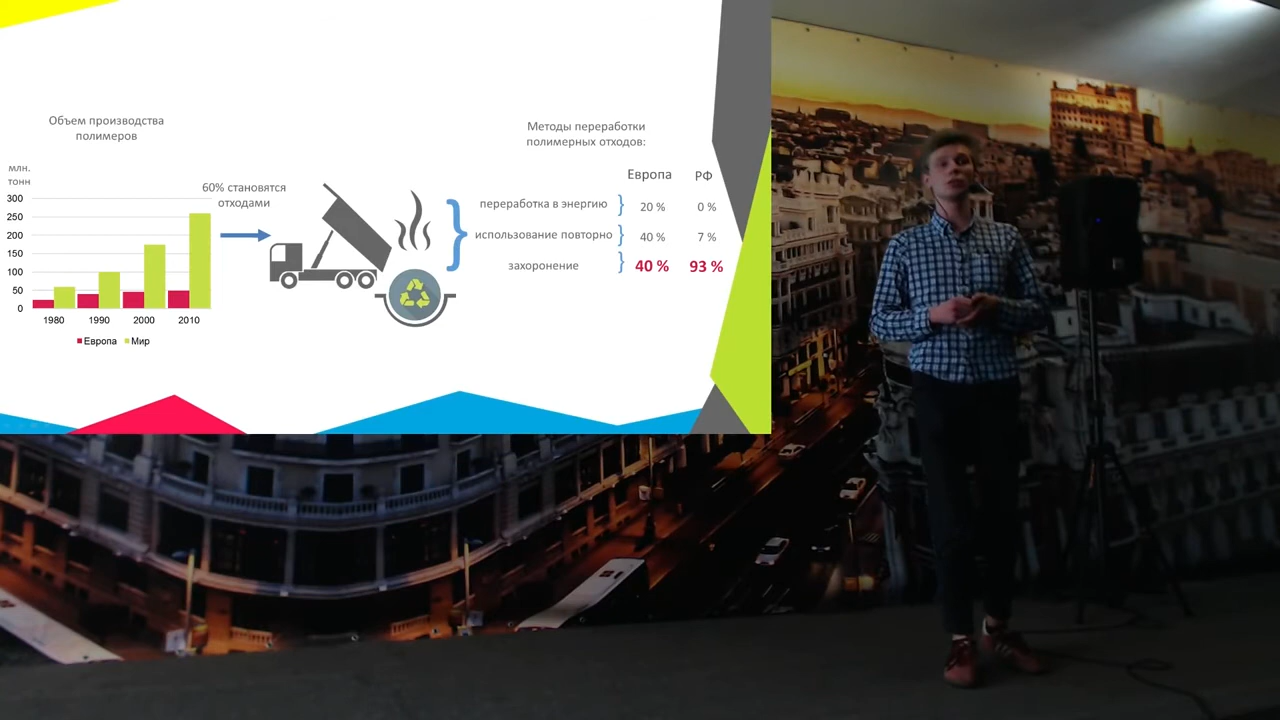 Объем производства
полимеров
млн.
тонн
300
250
200
150
100
50
0
1980 1990 2000 2010
Европа Мир
60% становятся
отходами
Методы переработки
полимерных отходов:
Европа РФ
переработка в энергию } 20 % 0 %
использование повторно } 40 % 7 %
захоронение } 40 % 93 %